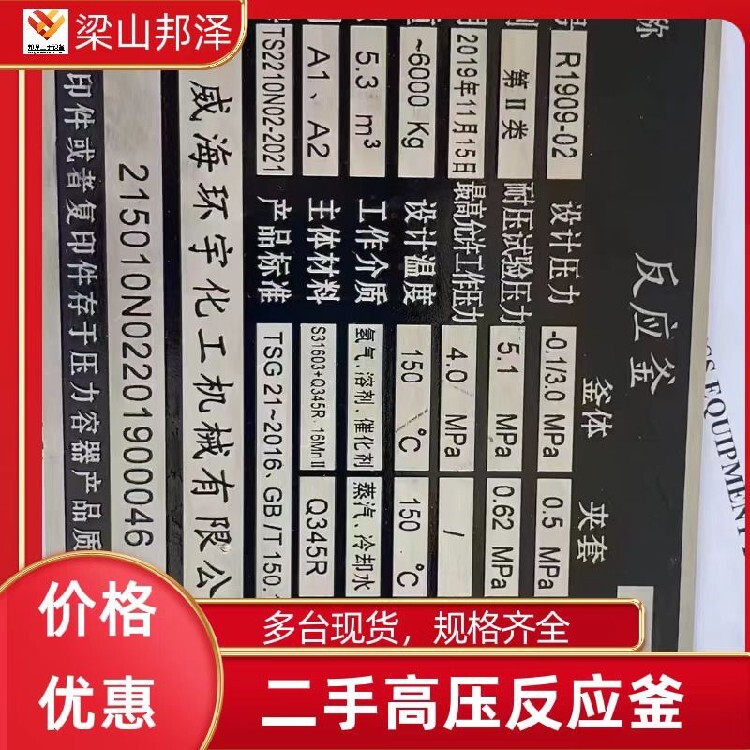 梁山邦泽
称 反应釜
釜体 夹套
R1909-02 设计压力 -0.1/3.0 MPa 0.5 MPa
别 第Ⅱ类 耐压试验压力 5.1 MPa 0.62 MPa
2019年11月15日 最高允许工作压力 4.0 MPa /
~6000 Kg 设计温度 150 ℃ 150 ℃
5.3 m³ 工作介质 氢气、溶剂、催化剂 蒸汽、冷却水
A1、A2 主体材料 S31603+Q345R、16MnⅡ Q345R
TS2210N02-2021 产品标准 TSG 21~2016、GB/T 150.
威海环宇化工机械有限公
215010N02201900046
印件或者复印件存于压力容器产品质
EQUIPMENT
价格
优惠
多台现货，规格齐全
二手高压反应釜